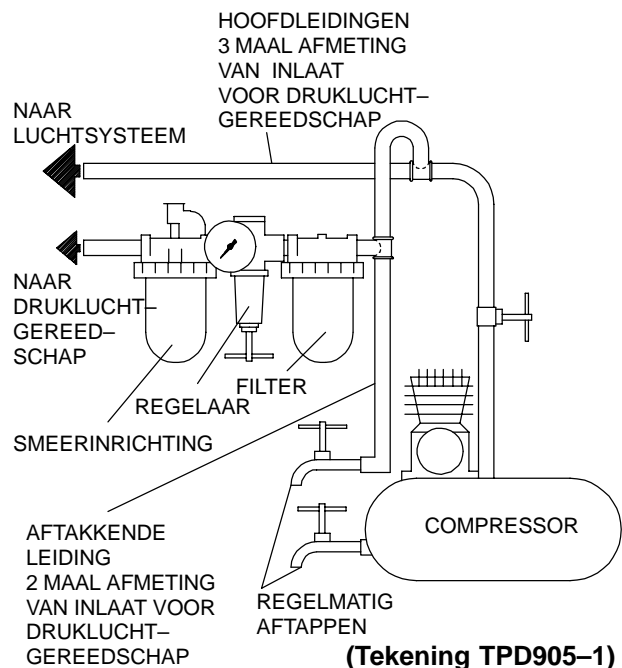 HOOFDLEIDINGEN
3 MAAL AFMETING
VAN INLAAT
VOOR DRUKLUCHT–
GEREEDSCHAP
NAAR
LUCHTSYSTEEM
NAAR
DRUKLUCHT–
GEREED–
SCHAP
FILTER
REGELAAR
SMEERINRICHTING
COMPRESSOR
AFTAKKENDE
LEIDING
2 MAAL AFMETING
VAN INLAAT VOOR
DRUKLUCHT–
GEREEDSCHAP
REGELMATIG
AFTAPPEN
(Tekening TPD905–1)